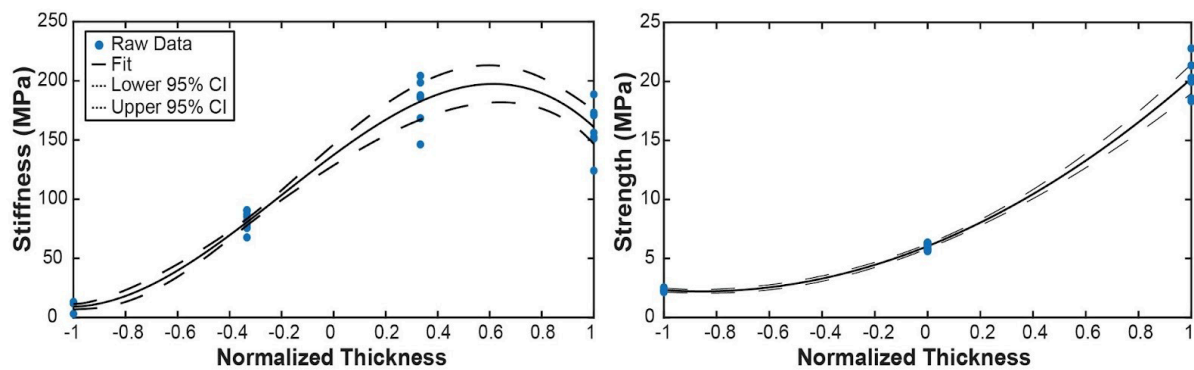 250
200
150
100
50
0
Stiffness (MPa)
Raw Data
Fit
Lower 95% CI
Upper 95% CI
-1 -0.8 -0.6 -0.4 -0.2 0 0.2 0.4 0.6 0.8 1
Normalized Thickness
25
20
15
10
5
0
Strength (MPa)
-1 -0.8 -0.6 -0.4 -0.2 0 0.2 0.4 0.6 0.8 1
Normalized Thickness